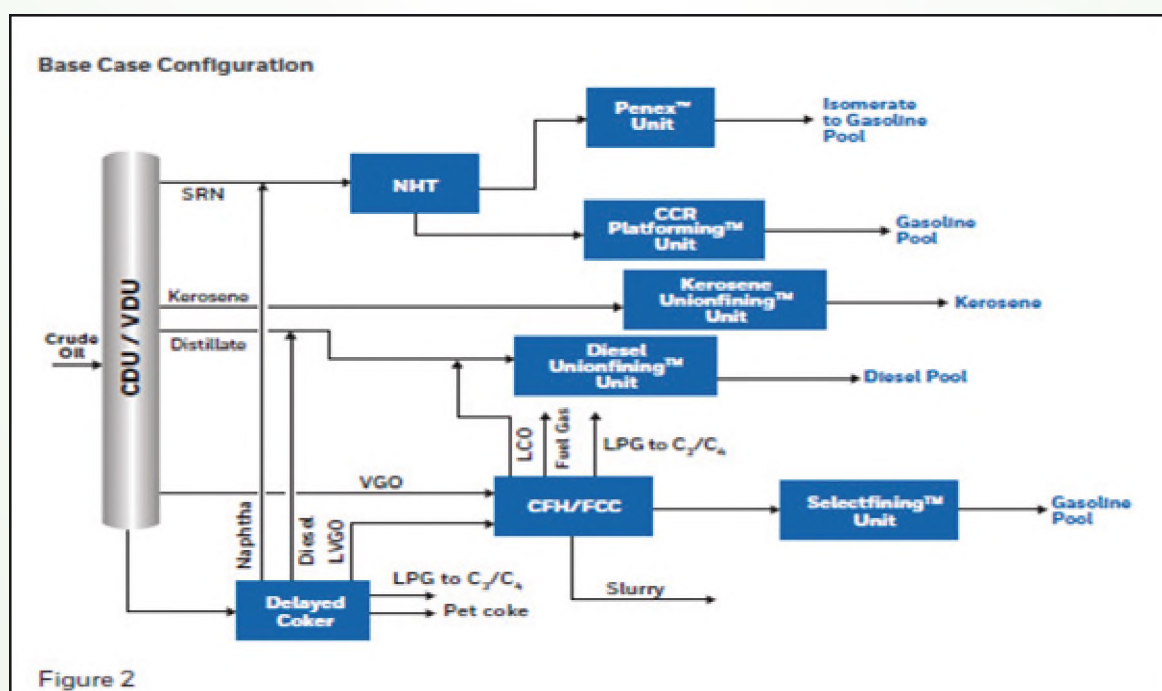 Base Case Configuration
Penex™
Unit
Isomerate
to Gasoline
Pool
NHT
SRN
CCR
Platforming™
Unit
Gasoline
Pool
Kerosene
Kerosene
Unionfining™
Unit
Kerosene
Crude
Oil
CDU / VDU
Distillate
Diesel
Unionfining™
Unit
Diesel Pool
LCO
Fuel Gas
LPG to C₃/C₄
VGO
CFH/FCC
Selectfining™
Unit
Gasoline
Pool
Naphtha
Diesel
LVGO
LPG to C₃/C₄
Pet coke
Slurry
Delayed
Coker
Figure 2